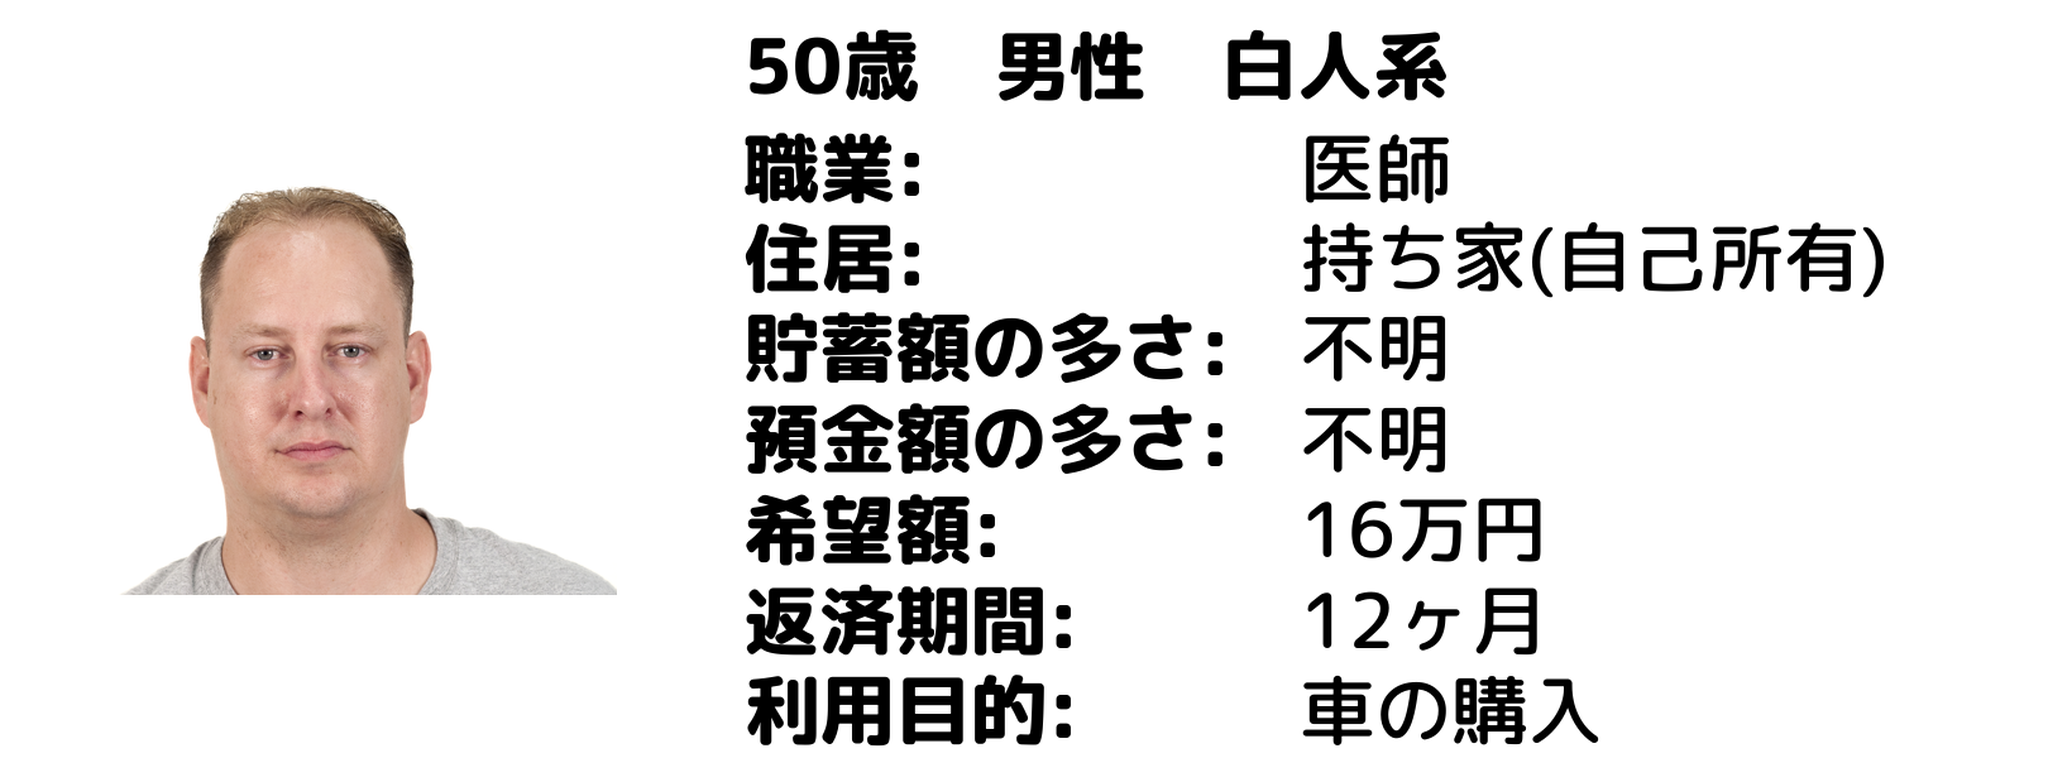 50歳　男性　白人系
職業: 医師
住居: 持ち家(自己所有)
貯蓄額の多さ: 不明
預金額の多さ: 不明
希望額: 16万円
返済期間: 12ヶ月
利用目的: 車の購入